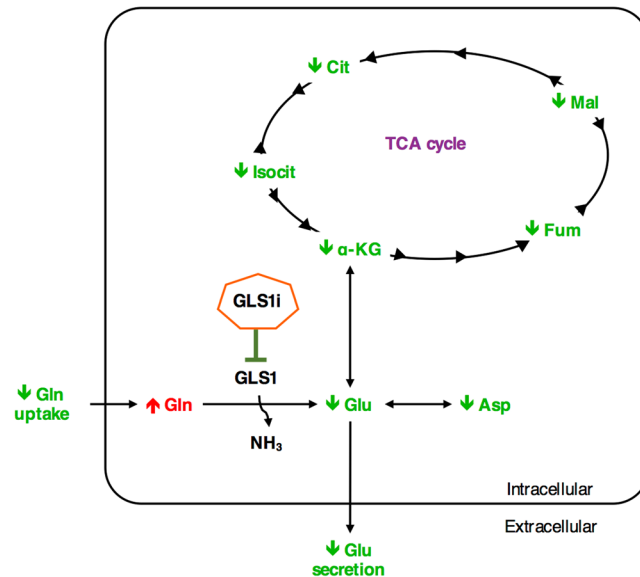 ↓ Cit
↓ Mal
TCA cycle
↓ Isocit
↓ Fum
↓ α-KG
GLS1i
GLS1
↓ Gln
uptake
↑ Gln
↓ Glu
↓ Asp
NH₃
Intracellular
Extracellular
↓ Glu
secretion